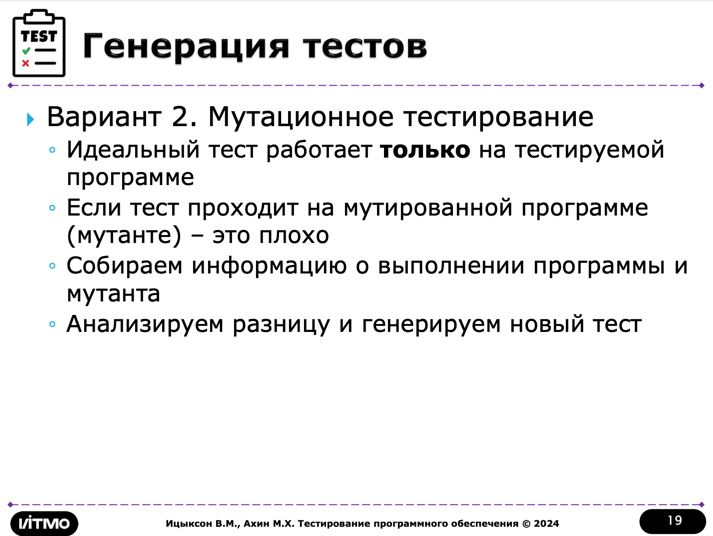 TEST
Генерация тестов
Вариант 2. Мутационное тестирование
Идеальный тест работает только на тестируемой
программе
Если тест проходит на мутированной программе
(мутанте) – это плохо
Собираем информацию о выполнении программы и
мутанта
Анализируем разницу и генерируем новый тест
ИТМО
Ицыксон В.М., Ахин М.Х. Тестирование программного обеспечения © 2024
19